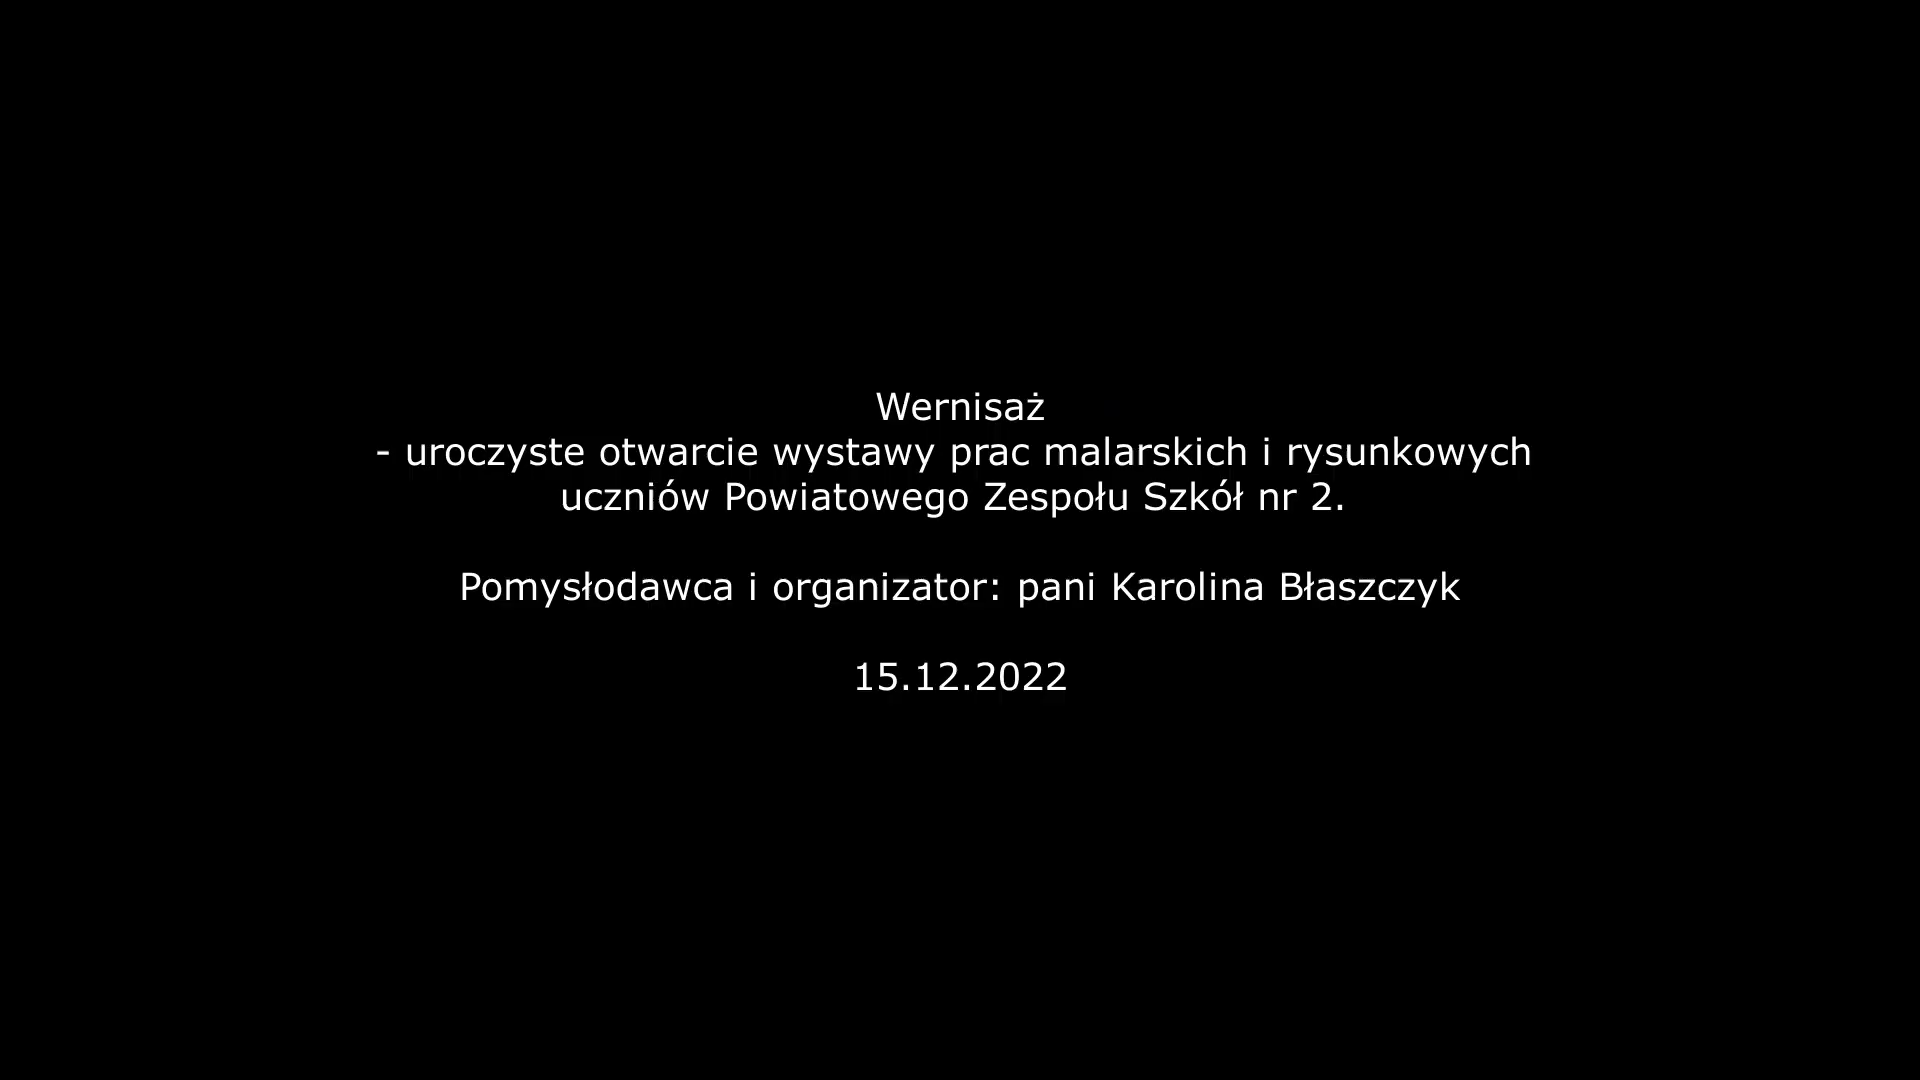 Wernisaż
- uroczyste otwarcie wystawy prac malarskich i rysunkowych
uczniów Powiatowego Zespołu Szkół nr 2.
Pomysłodawca i organizator: pani Karolina Błaszczyk
15.12.2022